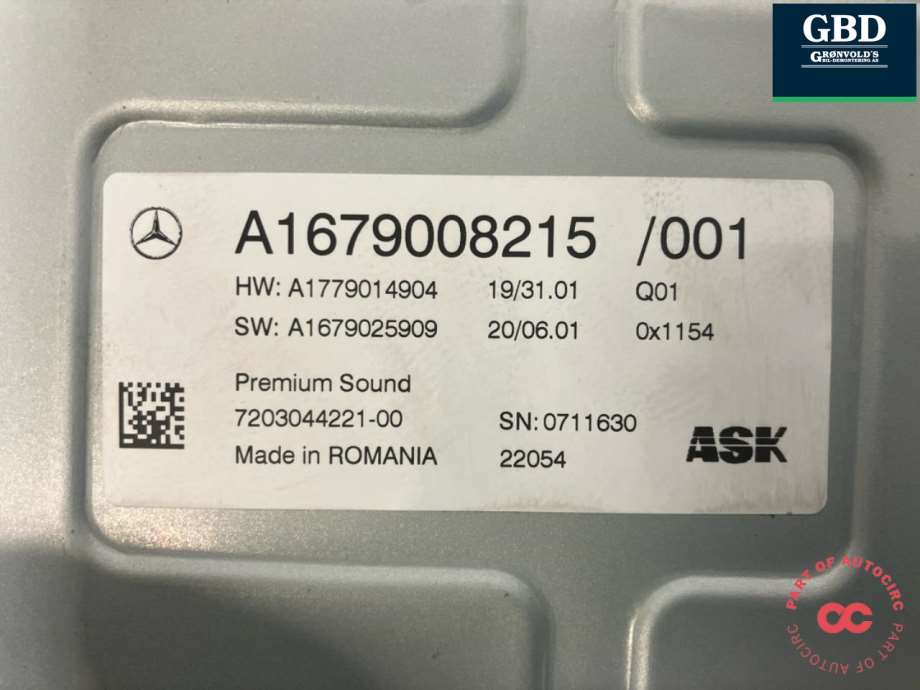 GBD
GRØNVOLD'S
BIL-DEMONTERING AS
A1679008215 /001
HW: A1779014904 19/31.01 Q01
SW: A1679025909 20/06.01 0x1154
Premium Sound
7203044221-00 SN: 0711630
Made in ROMANIA 22054
ASK
PART OF AUTOCIRC
PART OF AUTOCIRC